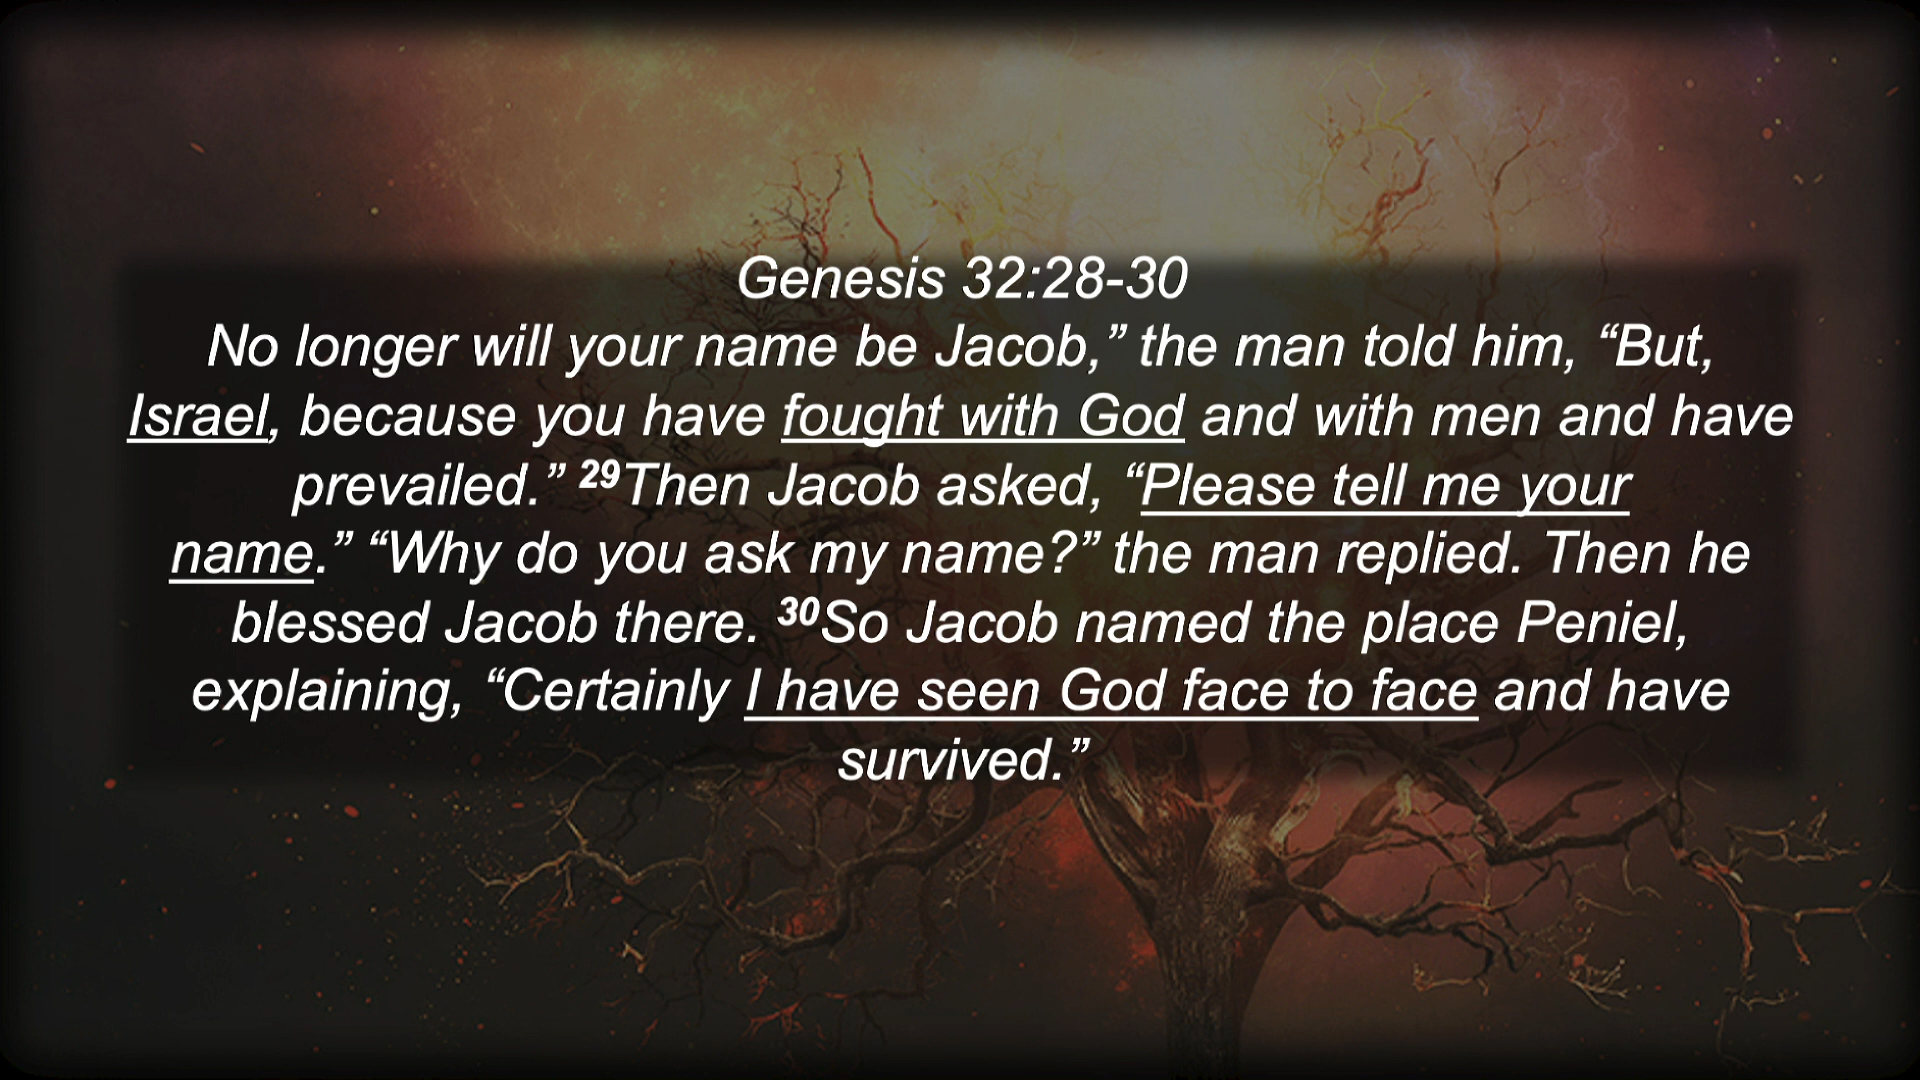 Genesis 32:28-30
No longer will your name be Jacob,” the man told him, “But,
Israel, because you have fought with God and with men and have
prevailed.” 29Then Jacob asked, “Please tell me your
name.” “Why do you ask my name?” the man replied. Then he
blessed Jacob there. 30So Jacob named the place Peniel,
explaining, “Certainly I have seen God face to face and have
survived.”